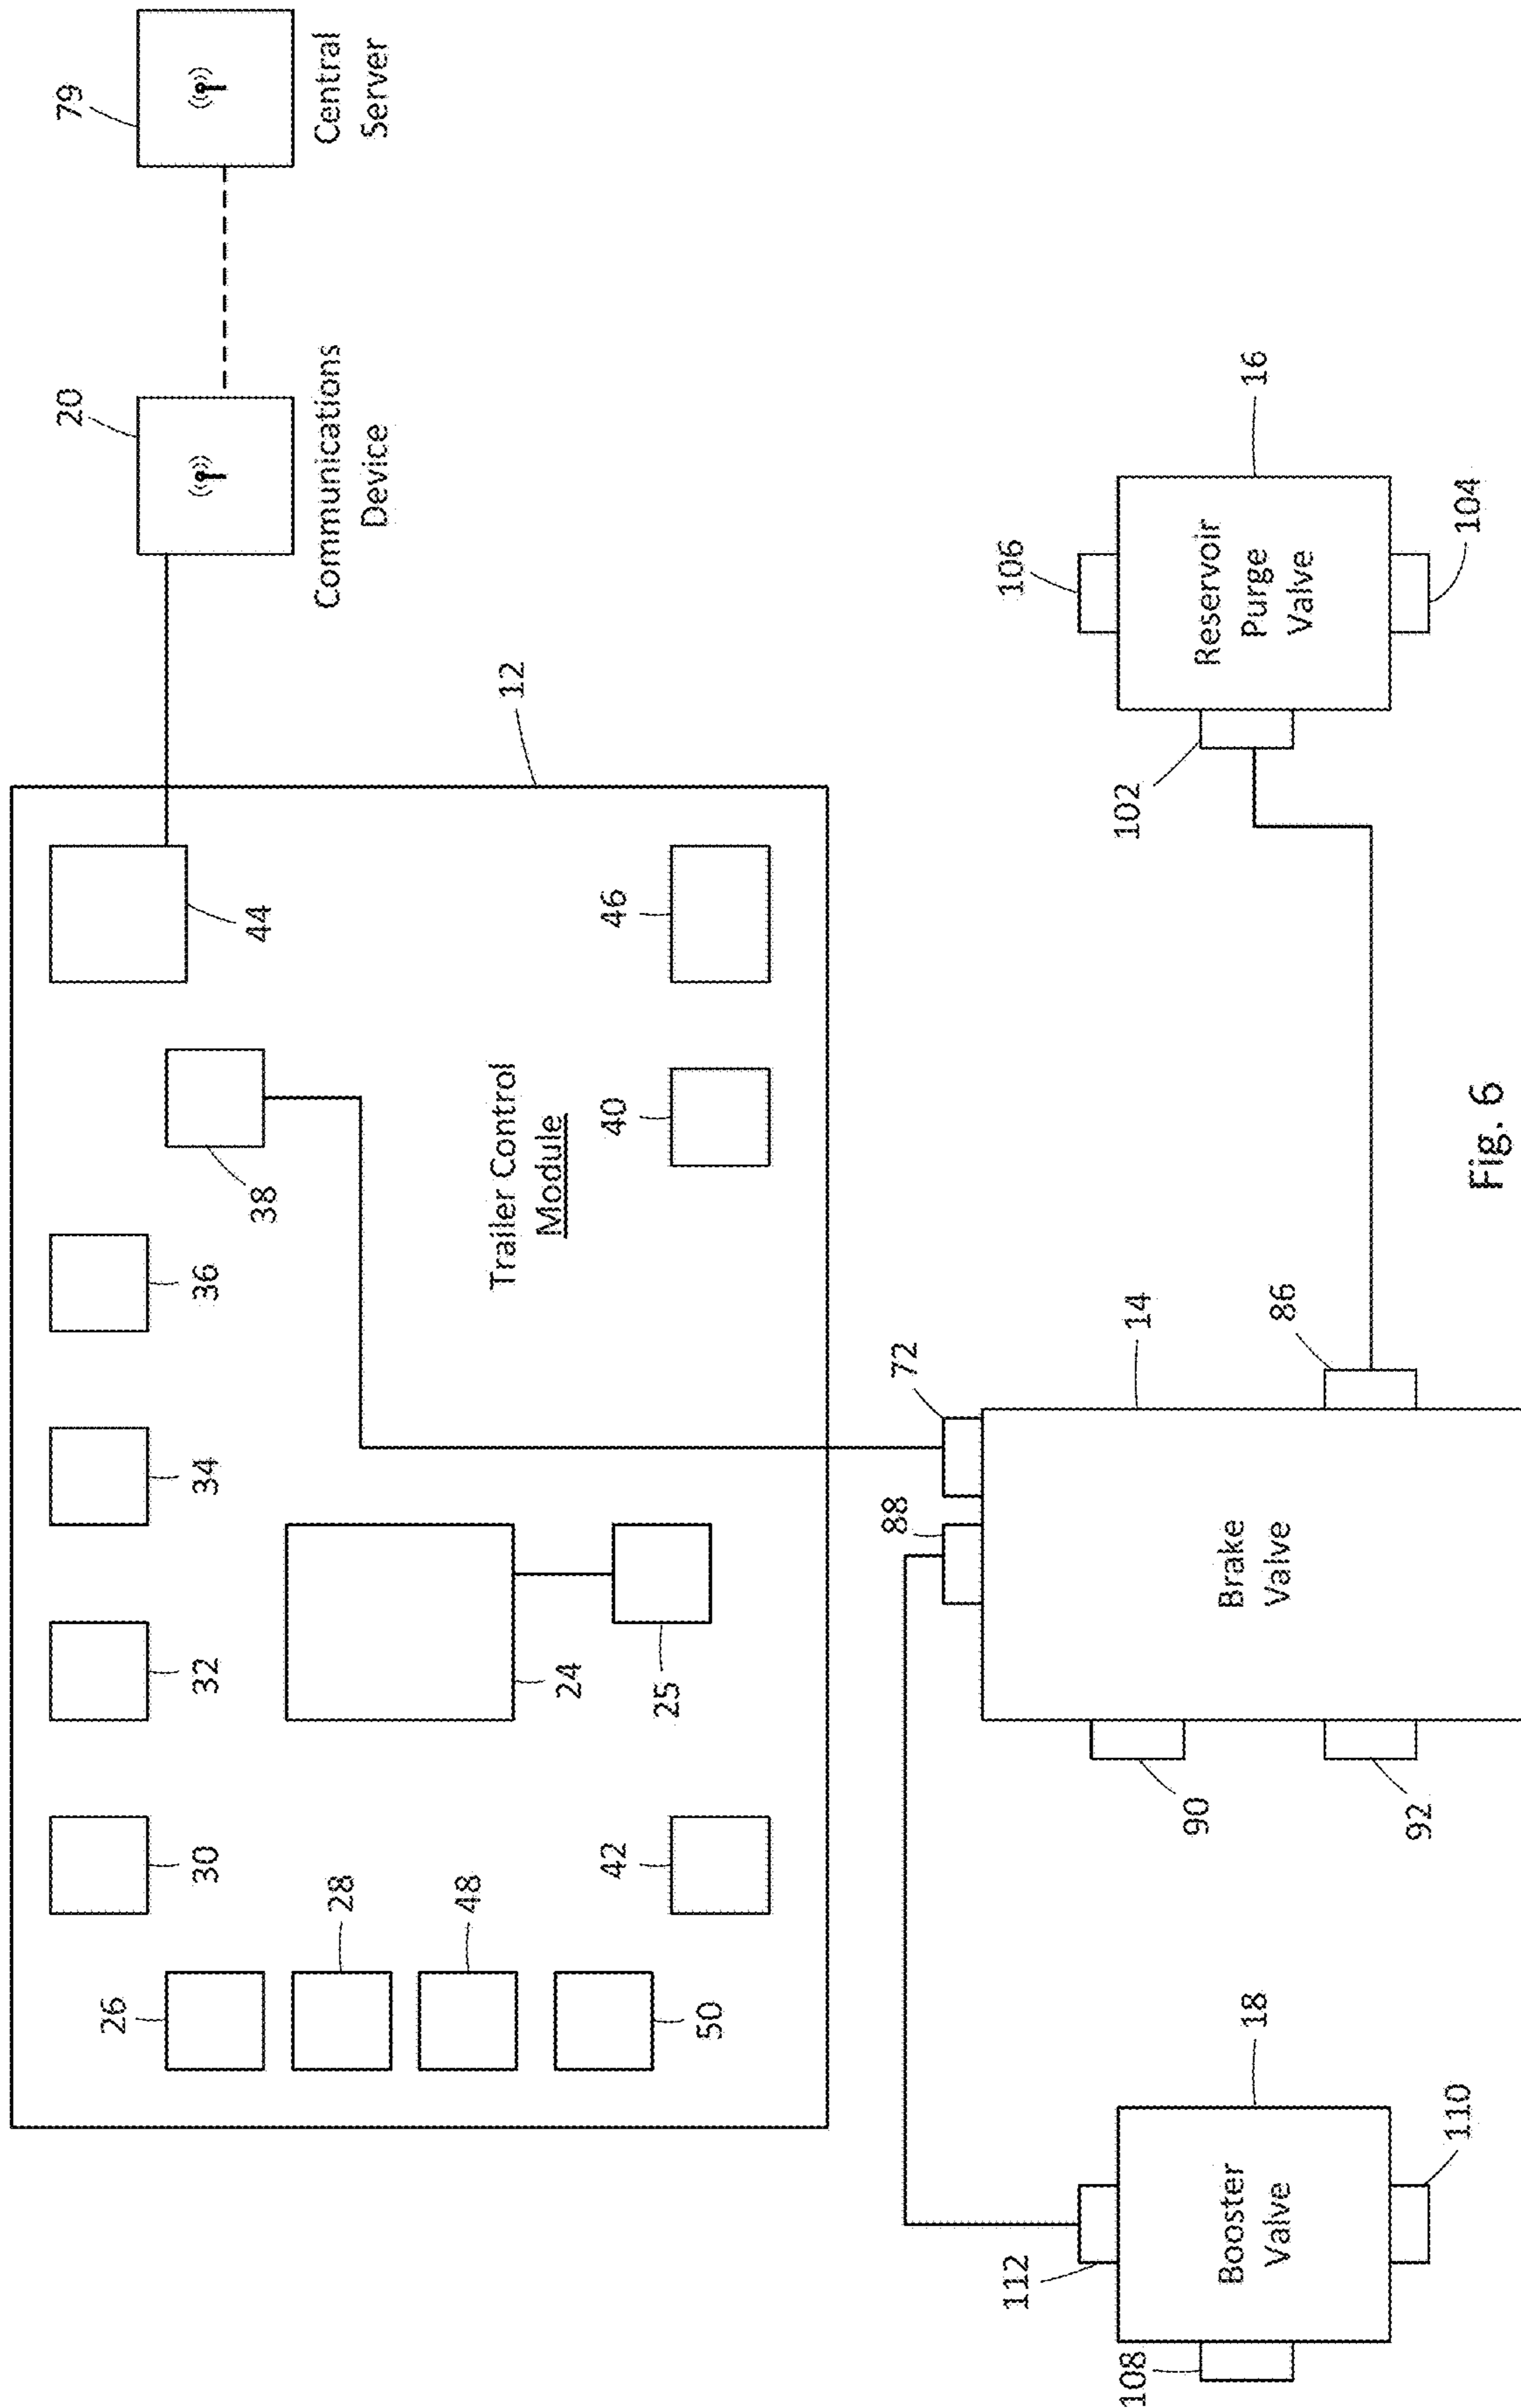 79
Central
Server
20
Communications
Device
12
44
46
38
40
Trailer Control
Module
36
34
32
30
24
25
26
28
48
50
42
16
106
104
102
Reservoir
Purge
Valve
14
72
88
86
90
92
Brake
Valve
18
112
110
108
Booster
Valve
Fig. 6